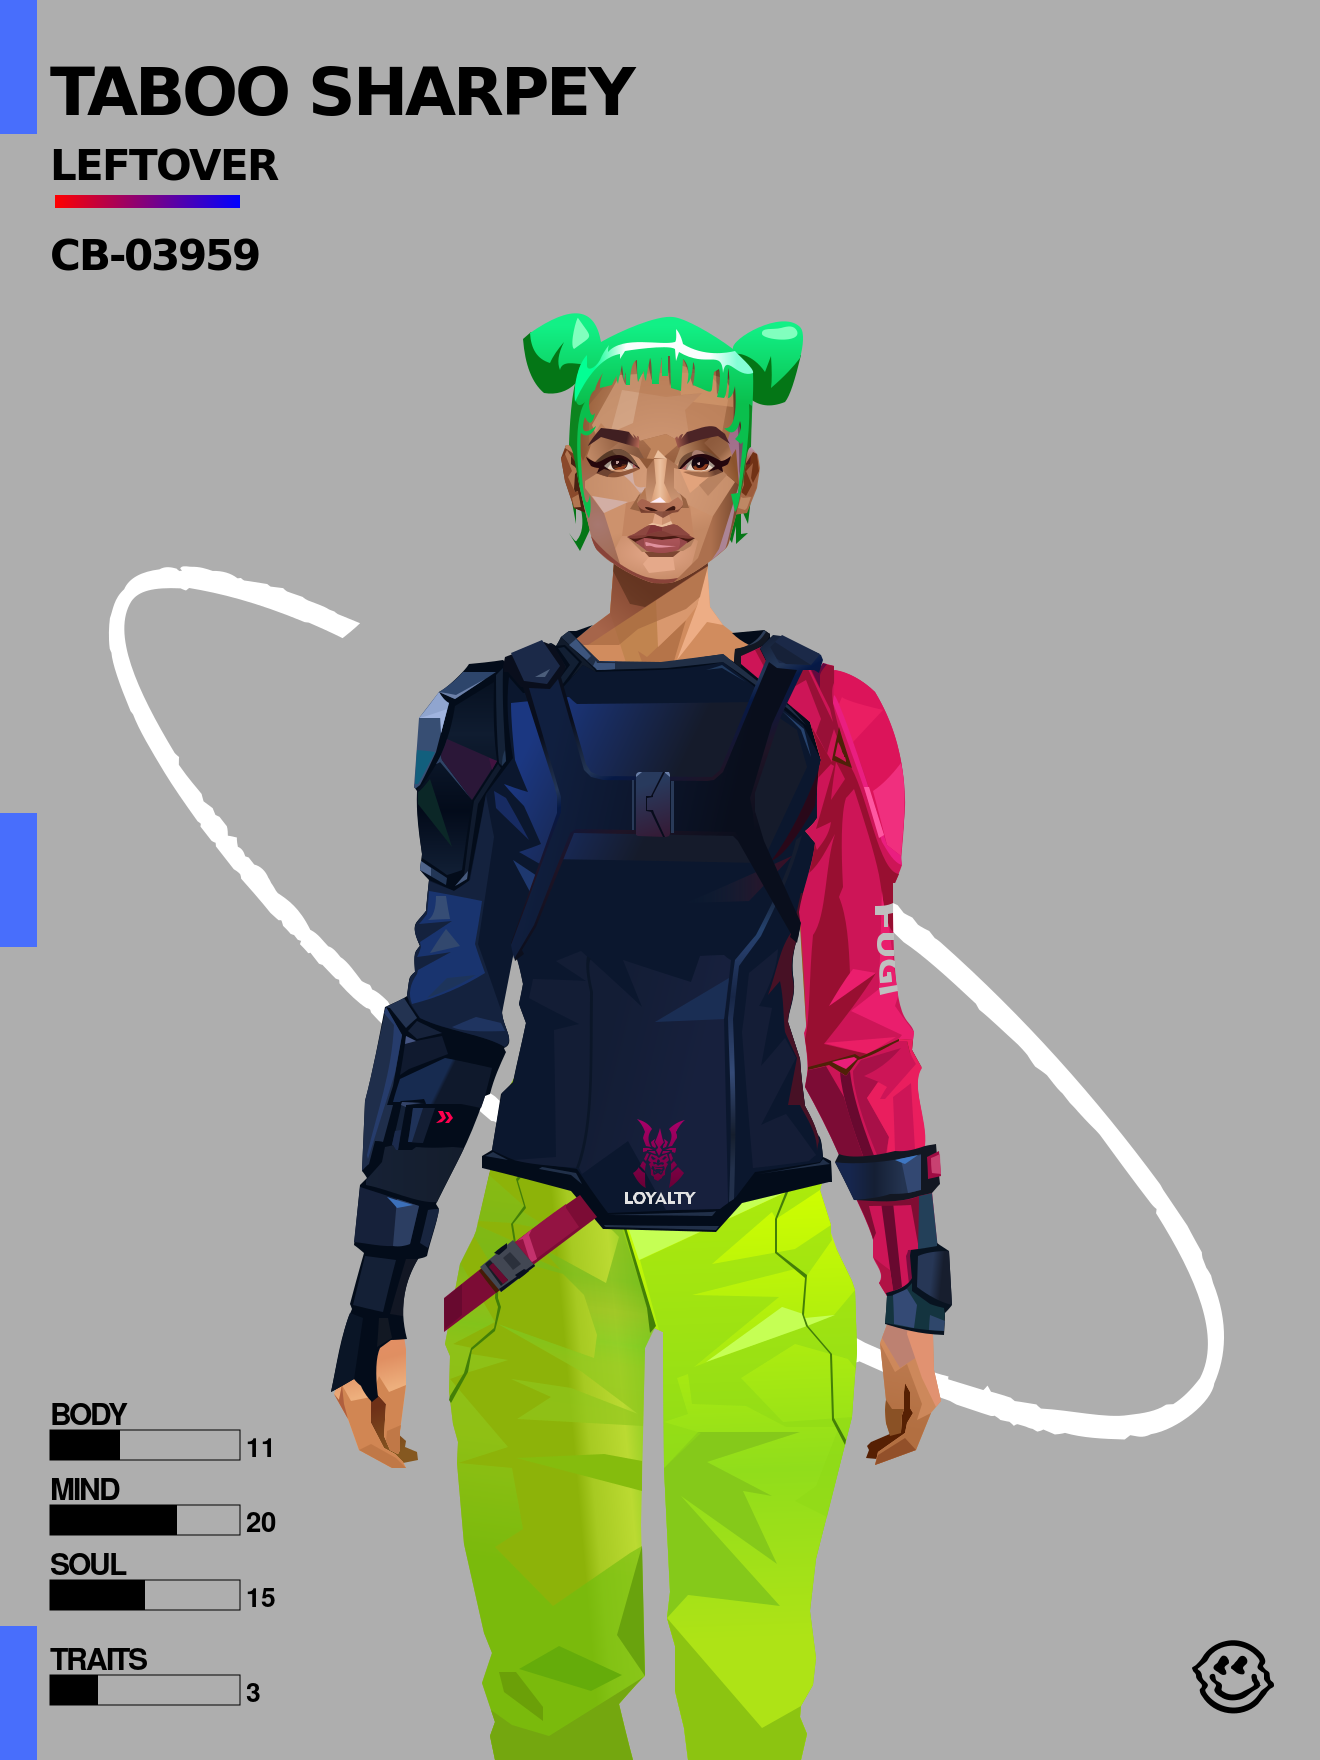 TABOO SHARPEY
LEFTOVER
CB-03959
FUGI
»
LOYALTY
BODY
11
MIND
20
SOUL
15
TRAITS
3